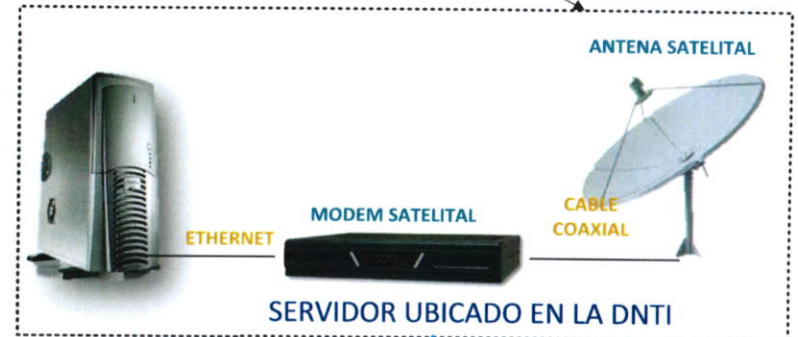 ANTENA SATELITAL
MODEM SATELITAL
CABLE
COAXIAL
ETHERNET
SERVIDOR UBICADO EN LA DNTI